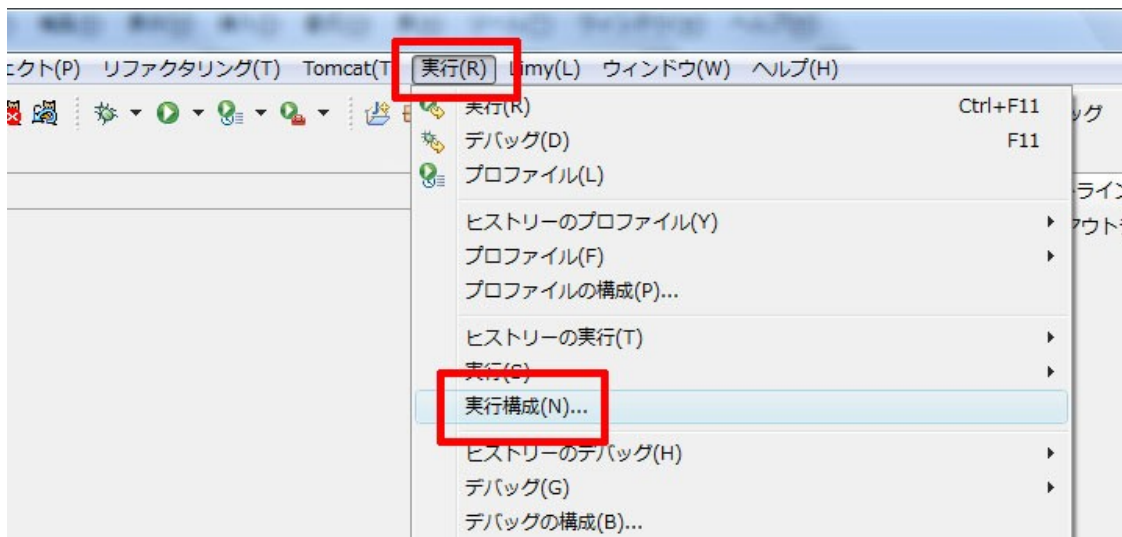 ェクト(P) リファクタリング(T) Tomcat(T 実行(R) Limy(L) ウィンドウ(W) ヘルプ(H)
実行(R) Ctrl+F11
デバッグ(D) F11
プロファイル(L)
ヒストリーのプロファイル(Y)
プロファイル(F)
プロファイルの構成(P)...
ヒストリーの実行(T)
実行(S)
実行構成(N)...
ヒストリーのデバッグ(H)
デバッグ(G)
デバッグの構成(B)...
ッグ
ライン
アウト